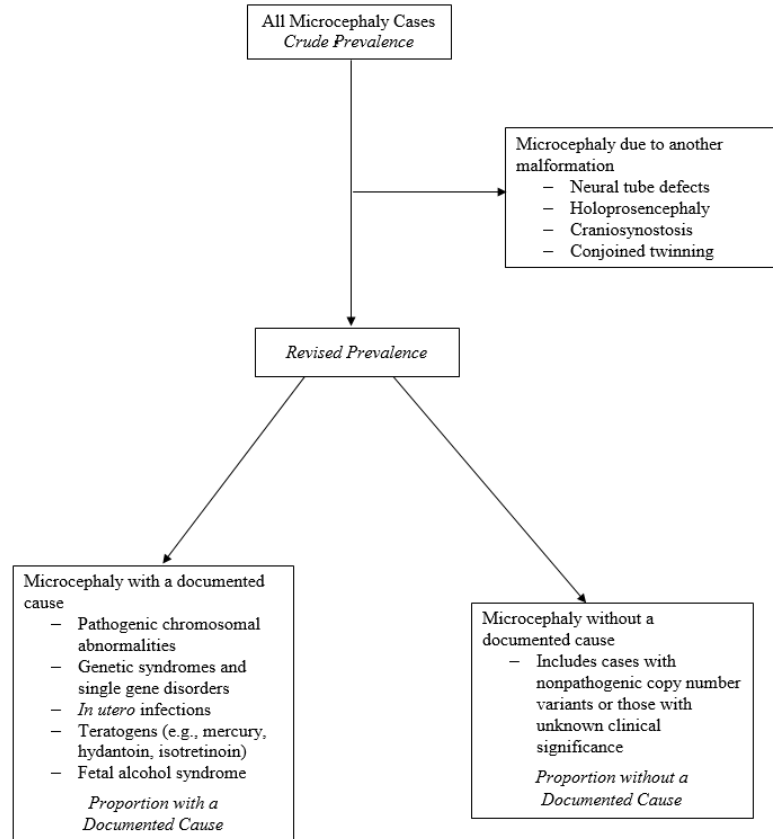 All Microcephaly Cases
Crude Prevalence
Microcephaly due to another
malformation
– Neural tube defects
– Holoprosencephaly
– Craniosynostosis
– Conjoined twinning
Revised Prevalence
Microcephaly with a documented
cause
– Pathogenic chromosomal
abnormalities
– Genetic syndromes and
single gene disorders
– In utero infections
– Teratogens (e.g., mercury,
hydantoin, isotretinoin)
– Fetal alcohol syndrome
Proportion with a
Documented Cause
Microcephaly without a
documented cause
– Includes cases with
nonpathogenic copy number
variants or those with
unknown clinical
significance
Proportion without a
Documented Cause